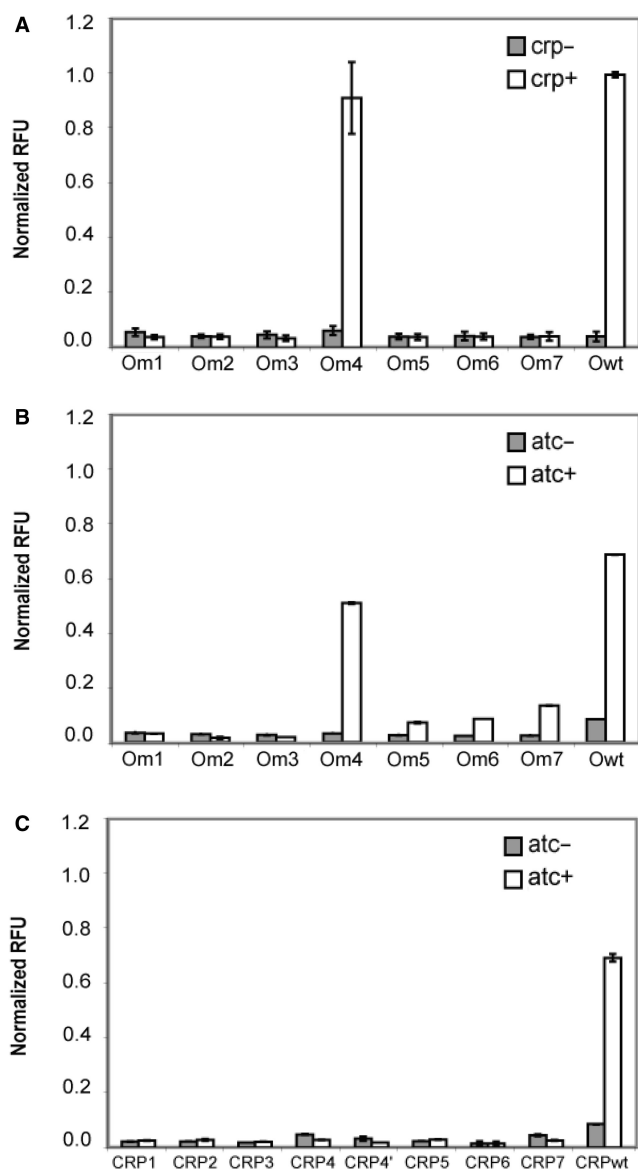 A
1.2
1.0
0.8
0.6
0.4
0.2
0.0
Normalized RFU
crp–
crp+
Om1 Om2 Om3 Om4 Om5 Om6 Om7 Owt
B
1.2
1.0
0.8
0.6
0.4
0.2
0.0
Normalized RFU
atc–
atc+
Om1 Om2 Om3 Om4 Om5 Om6 Om7 Owt
C
1.2
1.0
0.8
0.6
0.4
0.2
0.0
Normalized RFU
atc–
atc+
CRP1 CRP2 CRP3 CRP4 CRP4' CRP5 CRP6 CRP7 CRPwt